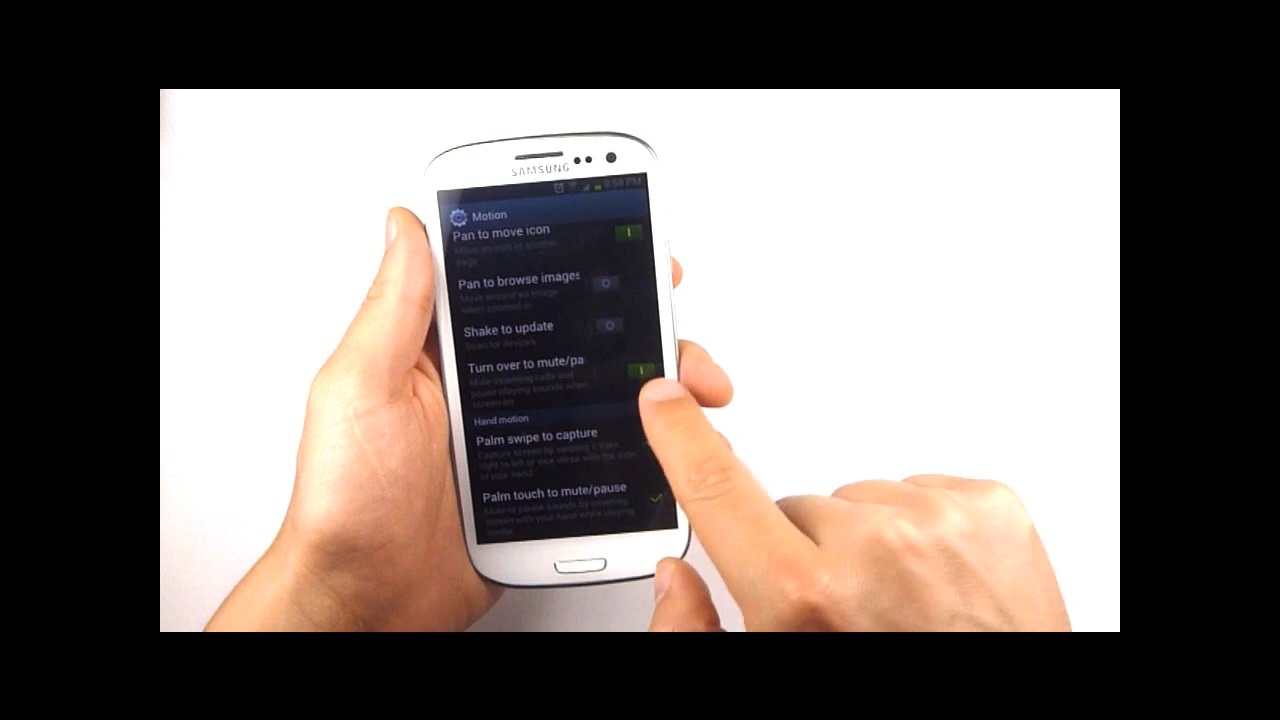 SAMSUNG
9:58 PM
Motion
Pan to move icon
Move an icon to another
page
Pan to browse images
Move around an image
when zoomed in
Shake to update
Scan for devices
Turn over to mute/pa
Mute incoming calls and
pause playing sounds when
screen on
Hand motion
Palm swipe to capture
Capture screen by swiping it from
right to left or vice versa with the side
of your hand
Palm touch to mute/pause
Mute or pause sounds by covering
screen with your hand while playing
media